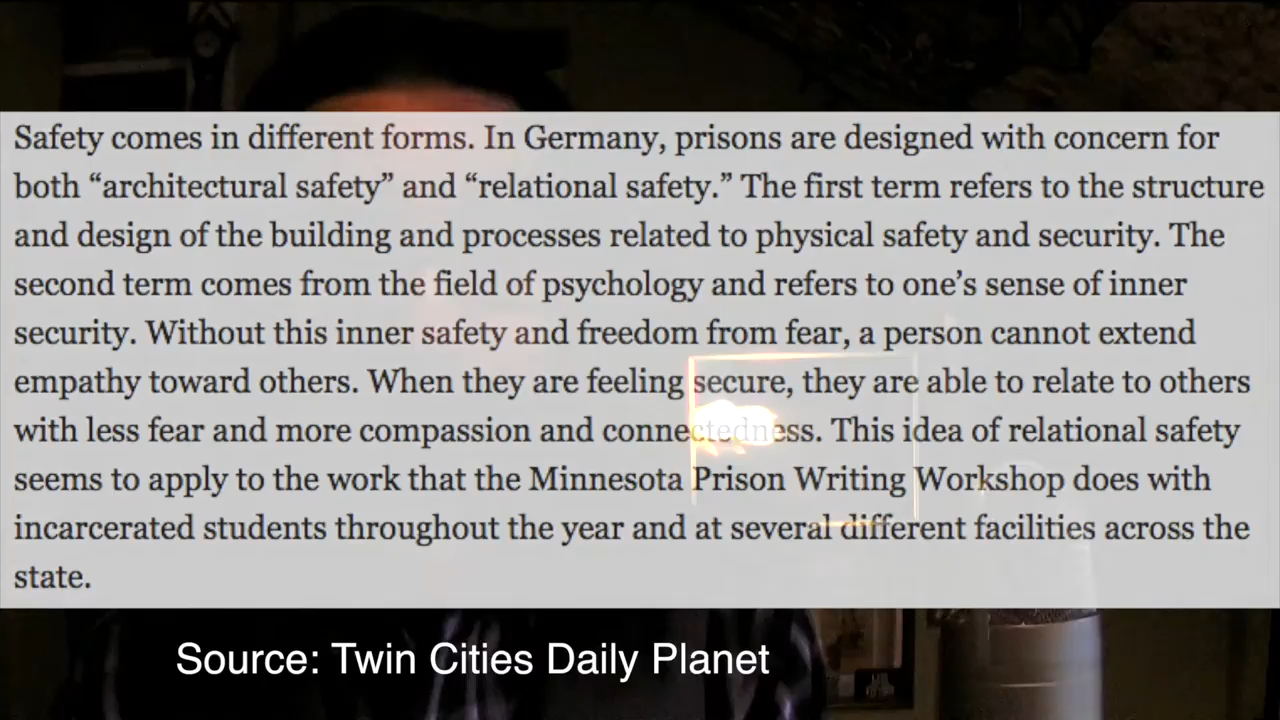 Safety comes in different forms. In Germany, prisons are designed with concern for
both “architectural safety” and “relational safety.” The first term refers to the structure
and design of the building and processes related to physical safety and security. The
second term comes from the field of psychology and refers to one’s sense of inner
security. Without this inner safety and freedom from fear, a person cannot extend
empathy toward others. When they are feeling secure, they are able to relate to others
with less fear and more compassion and connectedness. This idea of relational safety
seems to apply to the work that the Minnesota Prison Writing Workshop does with
incarcerated students throughout the year and at several different facilities across the
state.
Source: Twin Cities Daily Planet